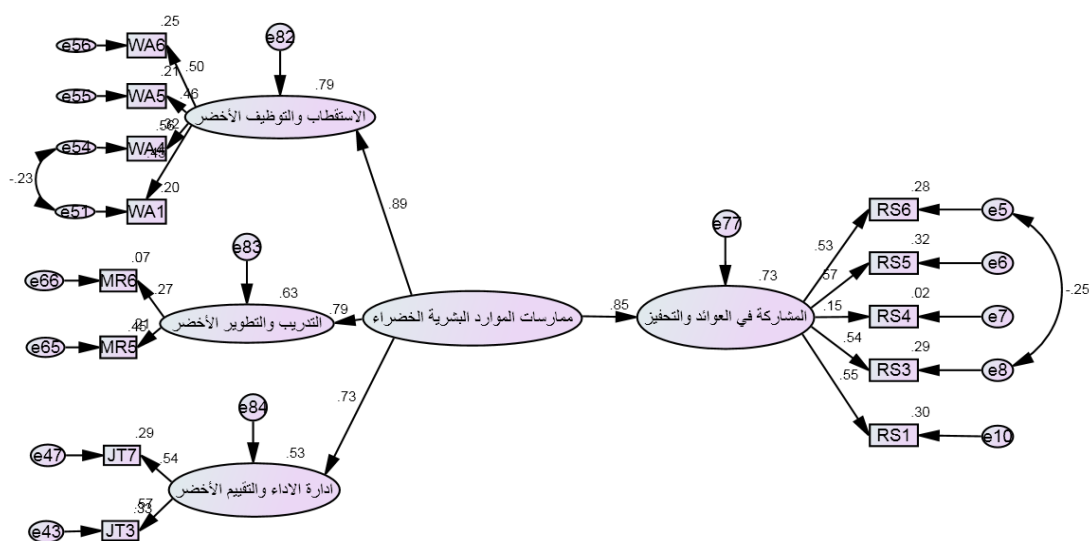 .25
e56
WA6
e82
.50
.21
.79
e55
WA5
.46
الاستقطاب والتوظيف الأخضر
.32
.56
e54
WA4
.45
-.23
.20
e51
WA1
.89
.28
RS6
e5
e77
.53
.32
e83
.07
RS5
e6
.57
-.25
e66
MR6
.73
.27
.63
.15
.02
التدريب والتطوير الأخضر
.79
ممارسات الموارد البشرية الخضراء
.85
المشاركة في العوائد والتحفيز
RS4
e7
e65
MR5
.54
.29
RS3
e8
.55
.73
e84
.30
RS1
e10
.29
.53
e47
JT7
.54
ادارة الاداء والتقييم الأخضر
.57
.33
e43
JT3